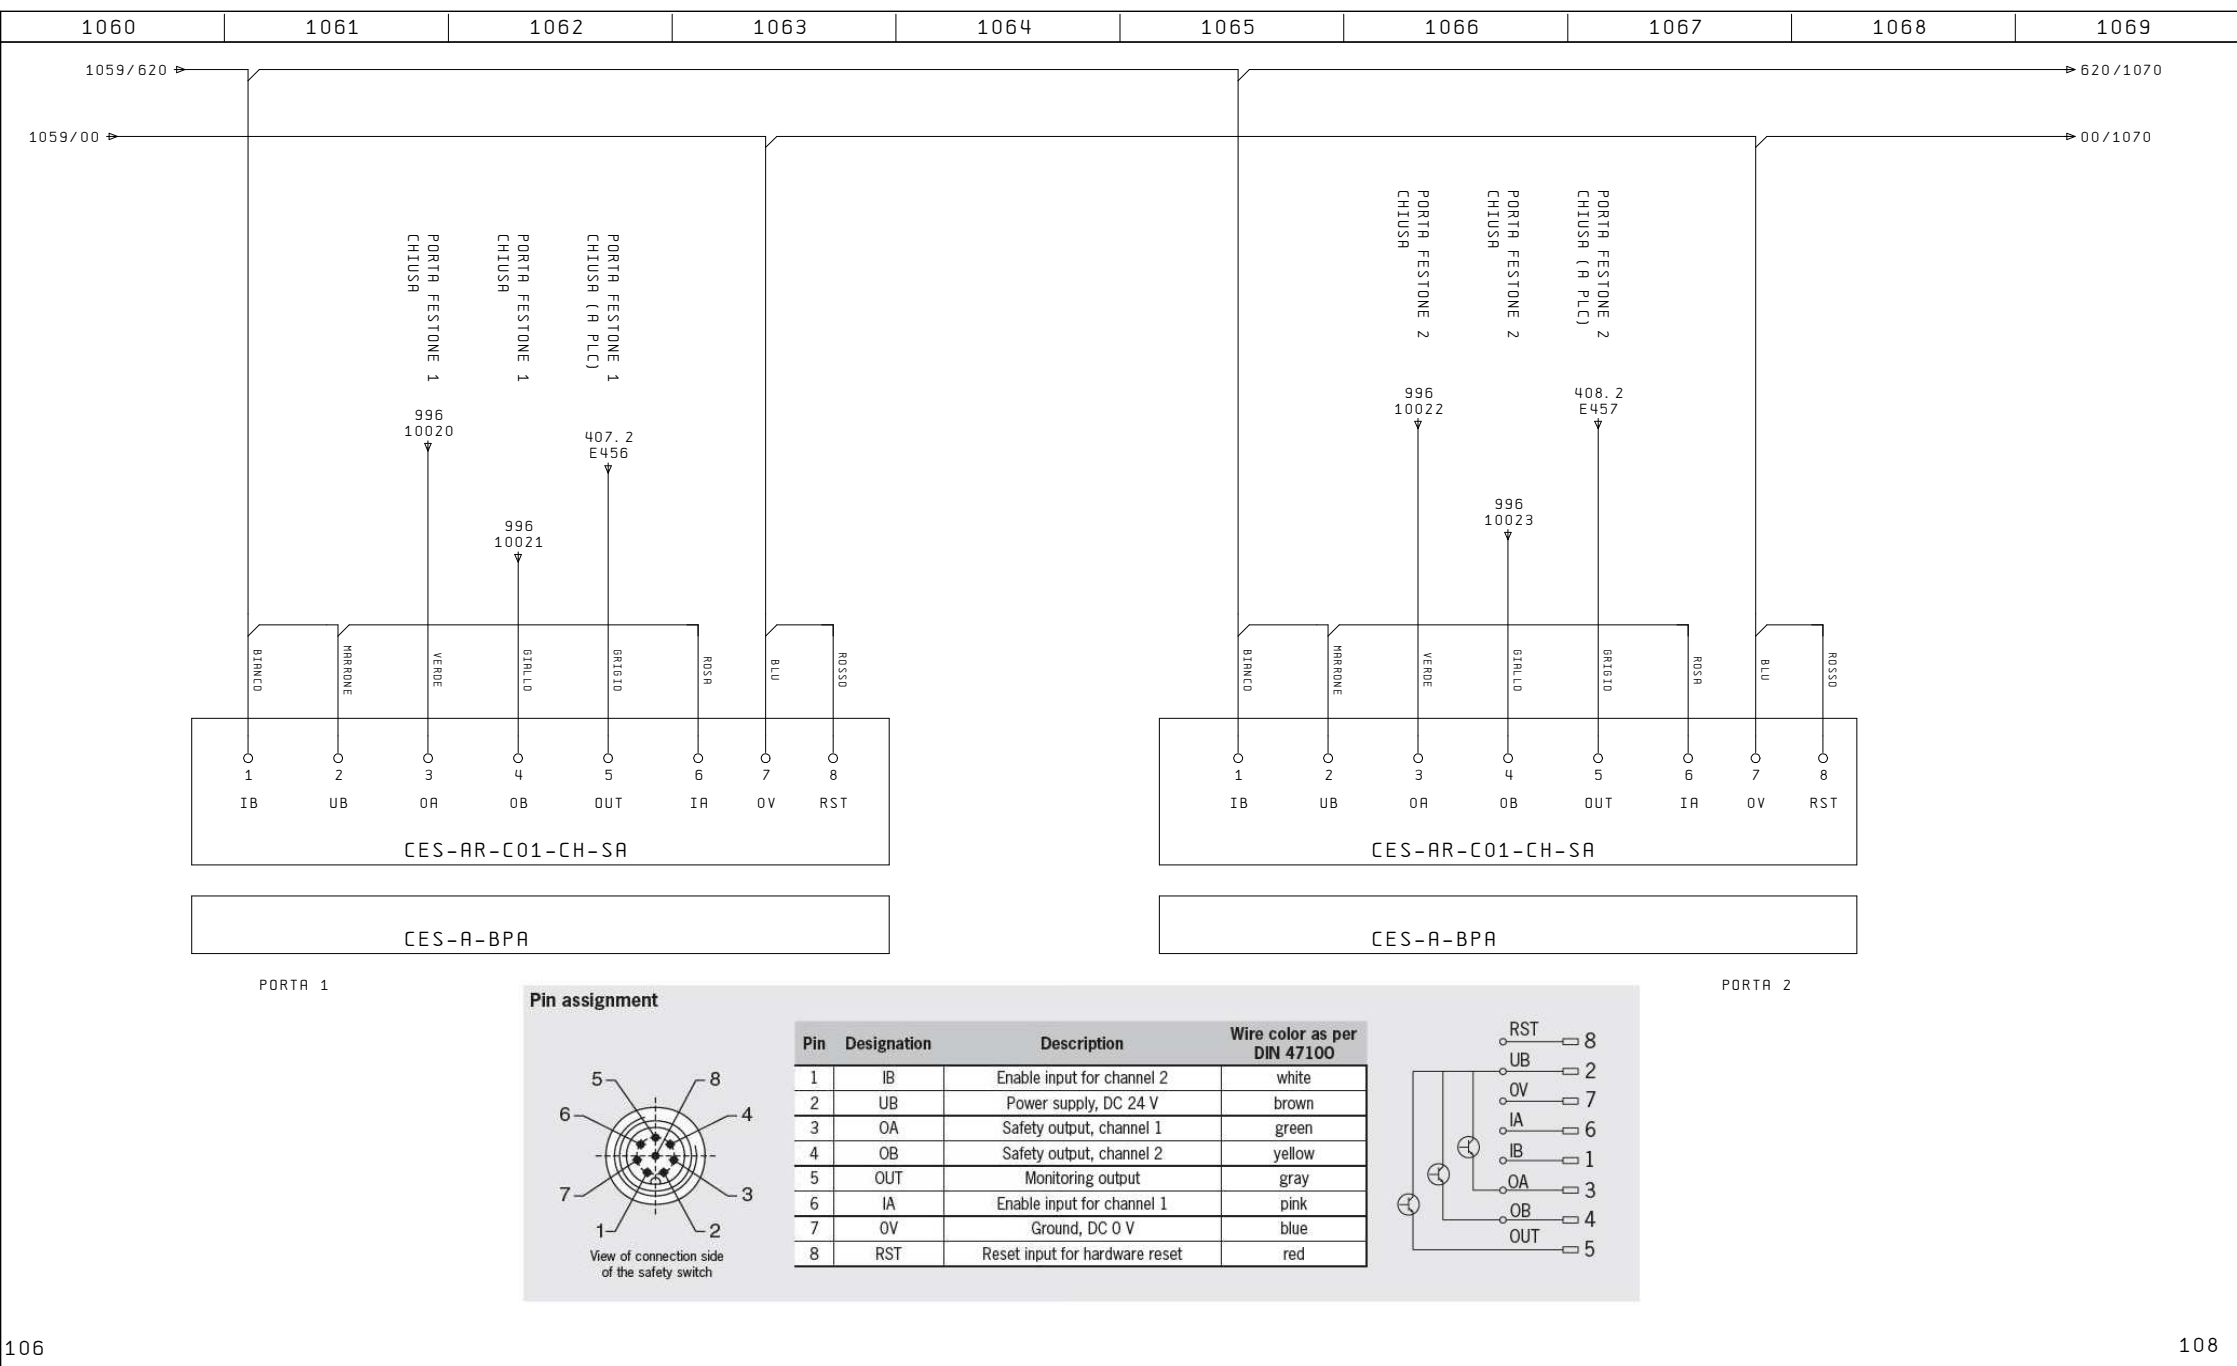 1060 1061 1062 1063 1064 1065 1066 1067 1068 1069
1059/620
620/1070
1059/00
00/1070
PORTA FESTONE 1
CHIUSA
PORTA FESTONE 1
CHIUSA
PORTA FESTONE 1
CHIUSA (A PLC)
996
10020
996
10021
407.2
E456
PORTA FESTONE 2
CHIUSA
PORTA FESTONE 2
CHIUSA
PORTA FESTONE 2
CHIUSA (A PLC)
996
10022
996
10023
408.2
E457
BIANCO MARRONE VERDE GIALLO GRIGIO ROSA BLU ROSSO
1 2 3 4 5 6 7 8
IB UB OA OB OUT IA OV RST
CES-AR-C01-CH-SA
CES-A-BPA
PORTA 1
BIANCO MARRONE VERDE GIALLO GRIGIO ROSA BLU ROSSO
1 2 3 4 5 6 7 8
IB UB OA OB OUT IA OV RST
CES-AR-C01-CH-SA
CES-A-BPA
PORTA 2
Pin assignment
5 8
6 4
7 3
1 2
View of connection side
of the safety switch
Pin Designation Description Wire color as per
DIN 47100
1 IB Enable input for channel 2 white
2 UB Power supply, DC 24 V brown
3 OA Safety output, channel 1 green
4 OB Safety output, channel 2 yellow
5 OUT Monitoring output gray
6 IA Enable input for channel 1 pink
7 0V Ground, DC 0 V blue
8 RST Reset input for hardware reset red
RST 8
UB 2
0V 7
IA 6
IB 1
OA 3
OB 4
OUT 5
106
108